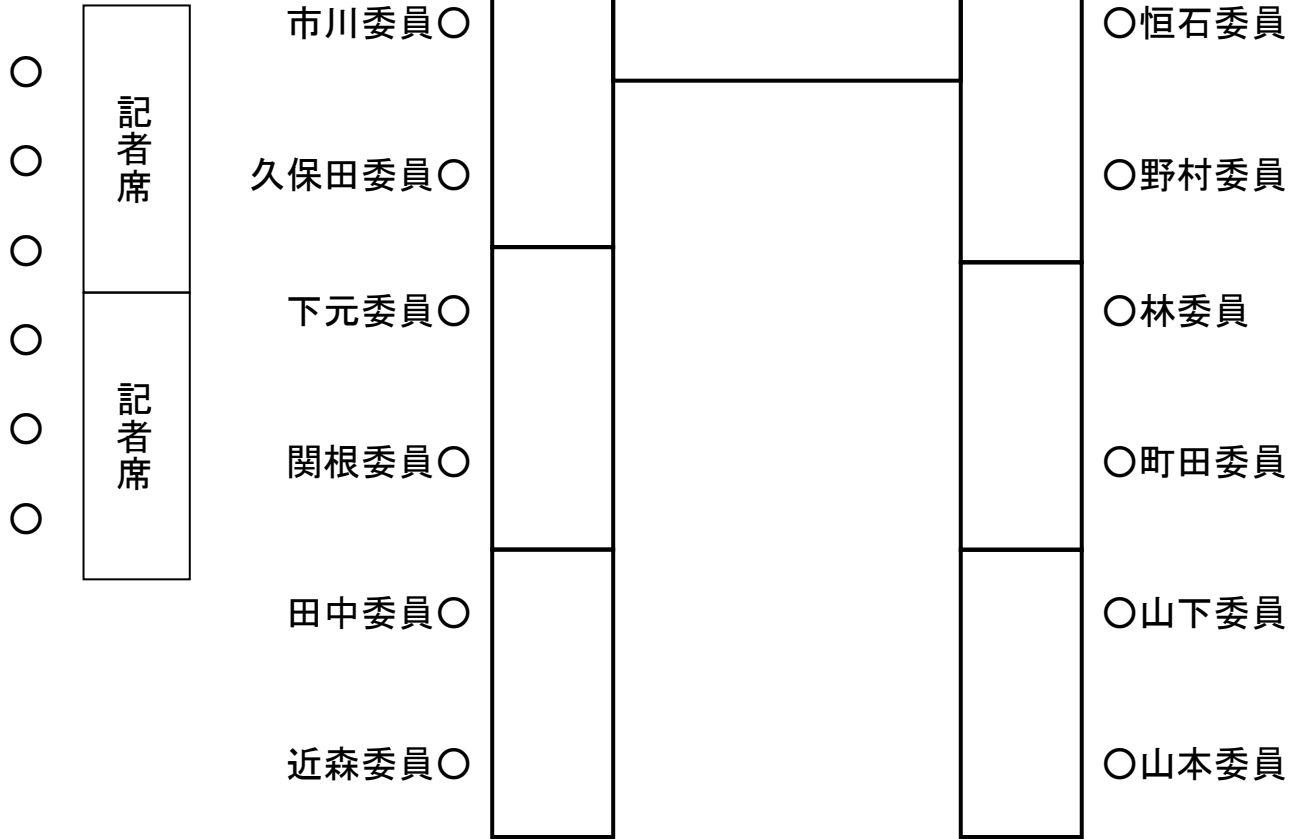 市川委員○
○恒石委員
記者席
久保田委員○
○野村委員
下元委員○
○林委員
記者席
関根委員○
○町田委員
田中委員○
○山下委員
近森委員○
○山本委員